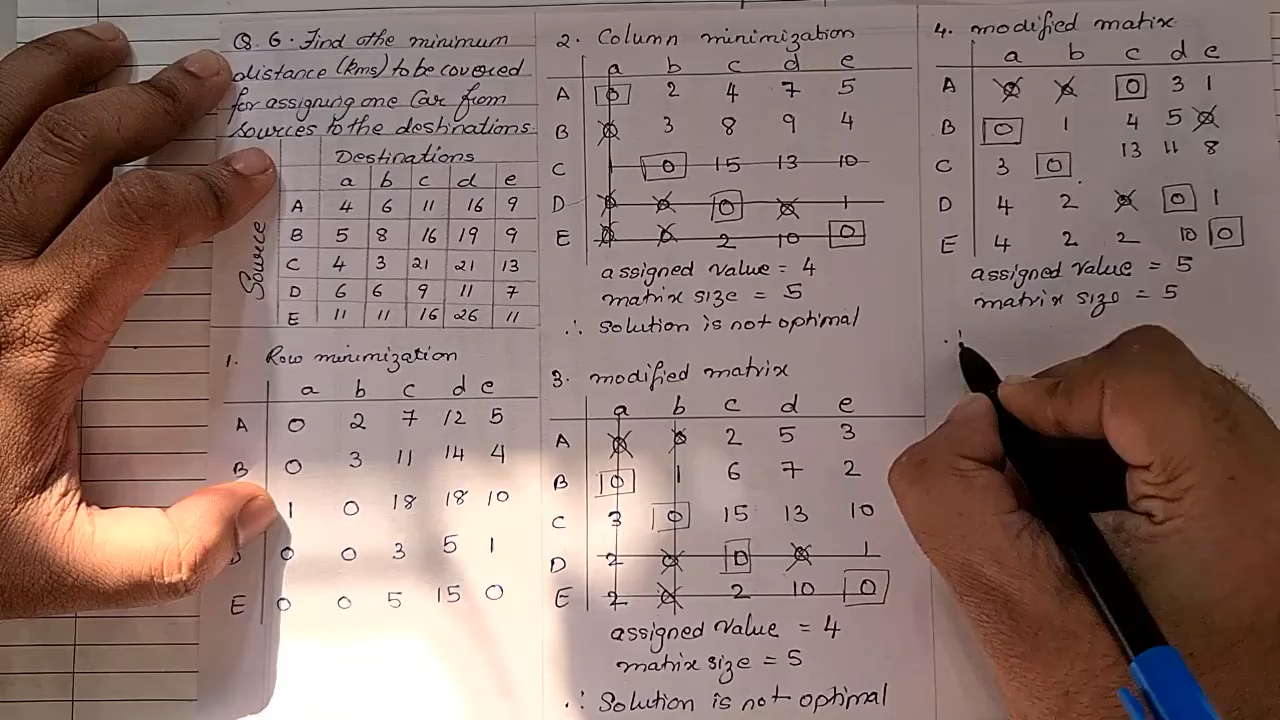 Q.6. Find the minimum
distance (kms) to be covered
for assigning one Car from
sources to the destinations.
Destinations
a b c d e
Source
A 4 6 11 16 9
B 5 8 16 19 9
C 4 3 21 21 13
D 6 6 9 11 7
E 11 11 16 26 11
1. Row minimization
a b c d e
A 0 2 7 12 5
B 0 3 11 14 4
1 0 18 18 10
D 0 0 3 5 1
E 0 0 5 15 0
2. Column minimization
a b c d e
A 0 2 4 7 5
B 0 3 8 9 4
C 1 0 15 13 10
D 0 0 0 0 1
E 0 0 2 10 0
assigned value = 4
matrix size = 5
∴ solution is not optimal
3. modified matrix
a b c d e
A 0 0 2 5 3
B 0 1 6 7 2
C 3 0 15 13 10
D 2 0 0 0 1
E 2 0 2 10 0
assigned value = 4
matrix size = 5
∴ Solution is not optimal
4. modified matix
a b c d e
A 0 0 0 3 1
B 0 1 4 5 0
C 3 0 13 11 8
D 4 2 0 0 1
E 4 2 2 10 0
assigned value = 5
matrix size = 5